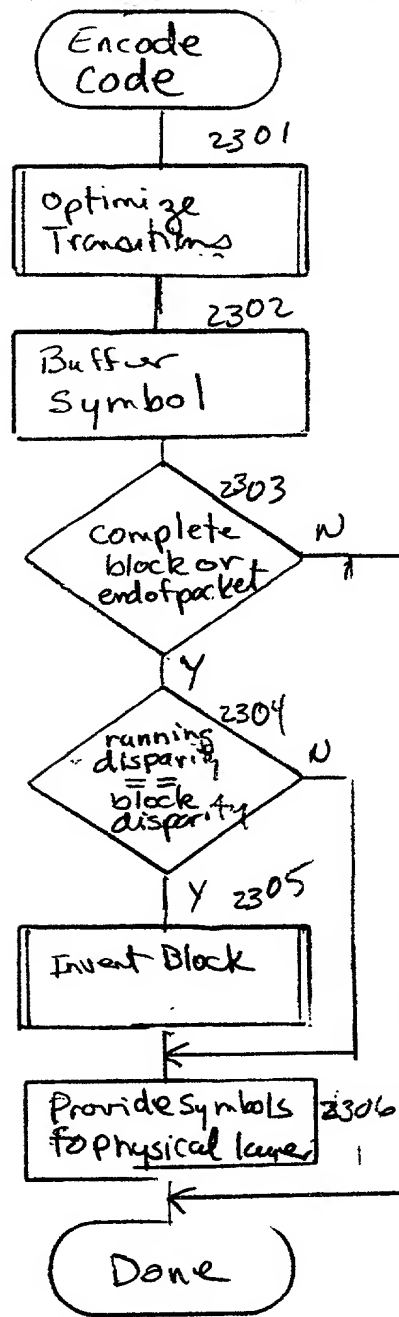 Encode
Code
2301
Optimize
Transitions
2302
Buffer
Symbol
2303
complete
block or
end of packet
N
Y
2304
running
disparity
==
block
disparity
N
Y 2305
Invert Block
Provide symbols
to physical layer
2306
Done